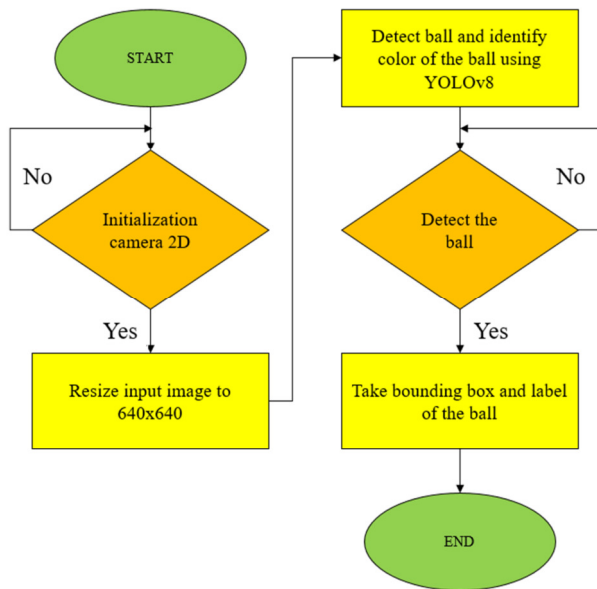 START
No
Initialization
camera 2D
Yes
Resize input image to
640x640
Detect ball and identify
color of the ball using
YOLOv8
No
Detect the
ball
Yes
Take bounding box and label
of the ball
END